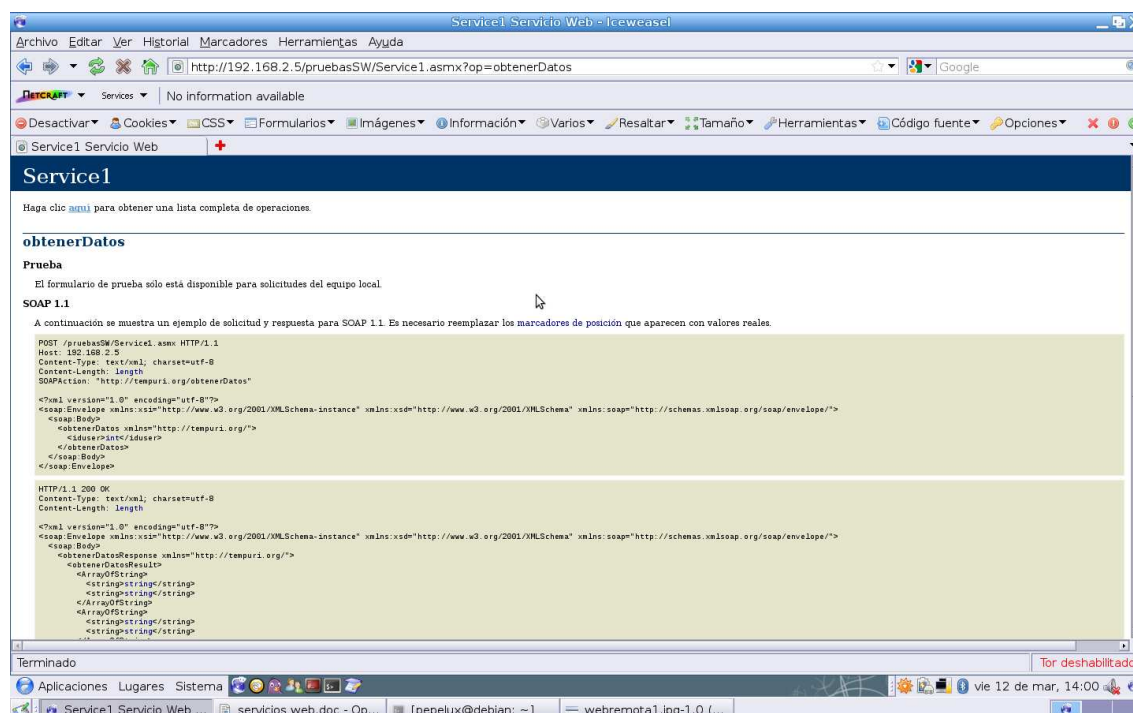 Service1 Servicio Web - Iceweasel
Archivo Editar Ver Historial Marcadores Herramientas Ayuda
http://192.168.2.5/pruebasSW/Service1.asmx?op=obtenerDatos
Google
NETCRAFT Services No information available
Desactivar Cookies CSS Formularios Imágenes Información Varios Resaltar Tamaño Herramientas Código fuente Opciones
Service1 Servicio Web
Service1
Haga clic aquí para obtener una lista completa de operaciones.
obtenerDatos
Prueba
El formulario de prueba sólo está disponible para solicitudes del equipo local.
SOAP 1.1
A continuación se muestra un ejemplo de solicitud y respuesta para SOAP 1.1. Es necesario reemplazar los marcadores de posición que aparecen con valores reales.
POST /pruebasSW/Service1.asmx HTTP/1.1
Host: 192.168.2.5
Content-Type: text/xml; charset=utf-8
Content-Length: length
SOAPAction: "http://tempuri.org/obtenerDatos"
<?xml version="1.0" encoding="utf-8"?>
<soap:Envelope xmlns:xsi="http://www.w3.org/2001/XMLSchema-instance" xmlns:xsd="http://www.w3.org/2001/XMLSchema" xmlns:soap="http://schemas.xmlsoap.org/soap/envelope/">
<soap:Body>
<obtenerDatos xmlns="http://tempuri.org/">
<iduser>int</iduser>
</obtenerDatos>
</soap:Body>
</soap:Envelope>
HTTP/1.1 200 OK
Content-Type: text/xml; charset=utf-8
Content-Length: length
<?xml version="1.0" encoding="utf-8"?>
<soap:Envelope xmlns:xsi="http://www.w3.org/2001/XMLSchema-instance" xmlns:xsd="http://www.w3.org/2001/XMLSchema" xmlns:soap="http://schemas.xmlsoap.org/soap/envelope/">
<soap:Body>
<obtenerDatosResponse xmlns="http://tempuri.org/">
<obtenerDatosResult>
<ArrayOfString>
<string>string</string>
<string>string</string>
</ArrayOfString>
<ArrayOfString>
<string>string</string>
<string>string</string>
Terminado
Tor deshabilitado
Aplicaciones Lugares Sistema
vie 12 de mar, 14:00
Service1 Servicio Web ...
servicios web.doc - Op...
[pepelux@debian: ~]
webremota1.jpg-1.0 (...